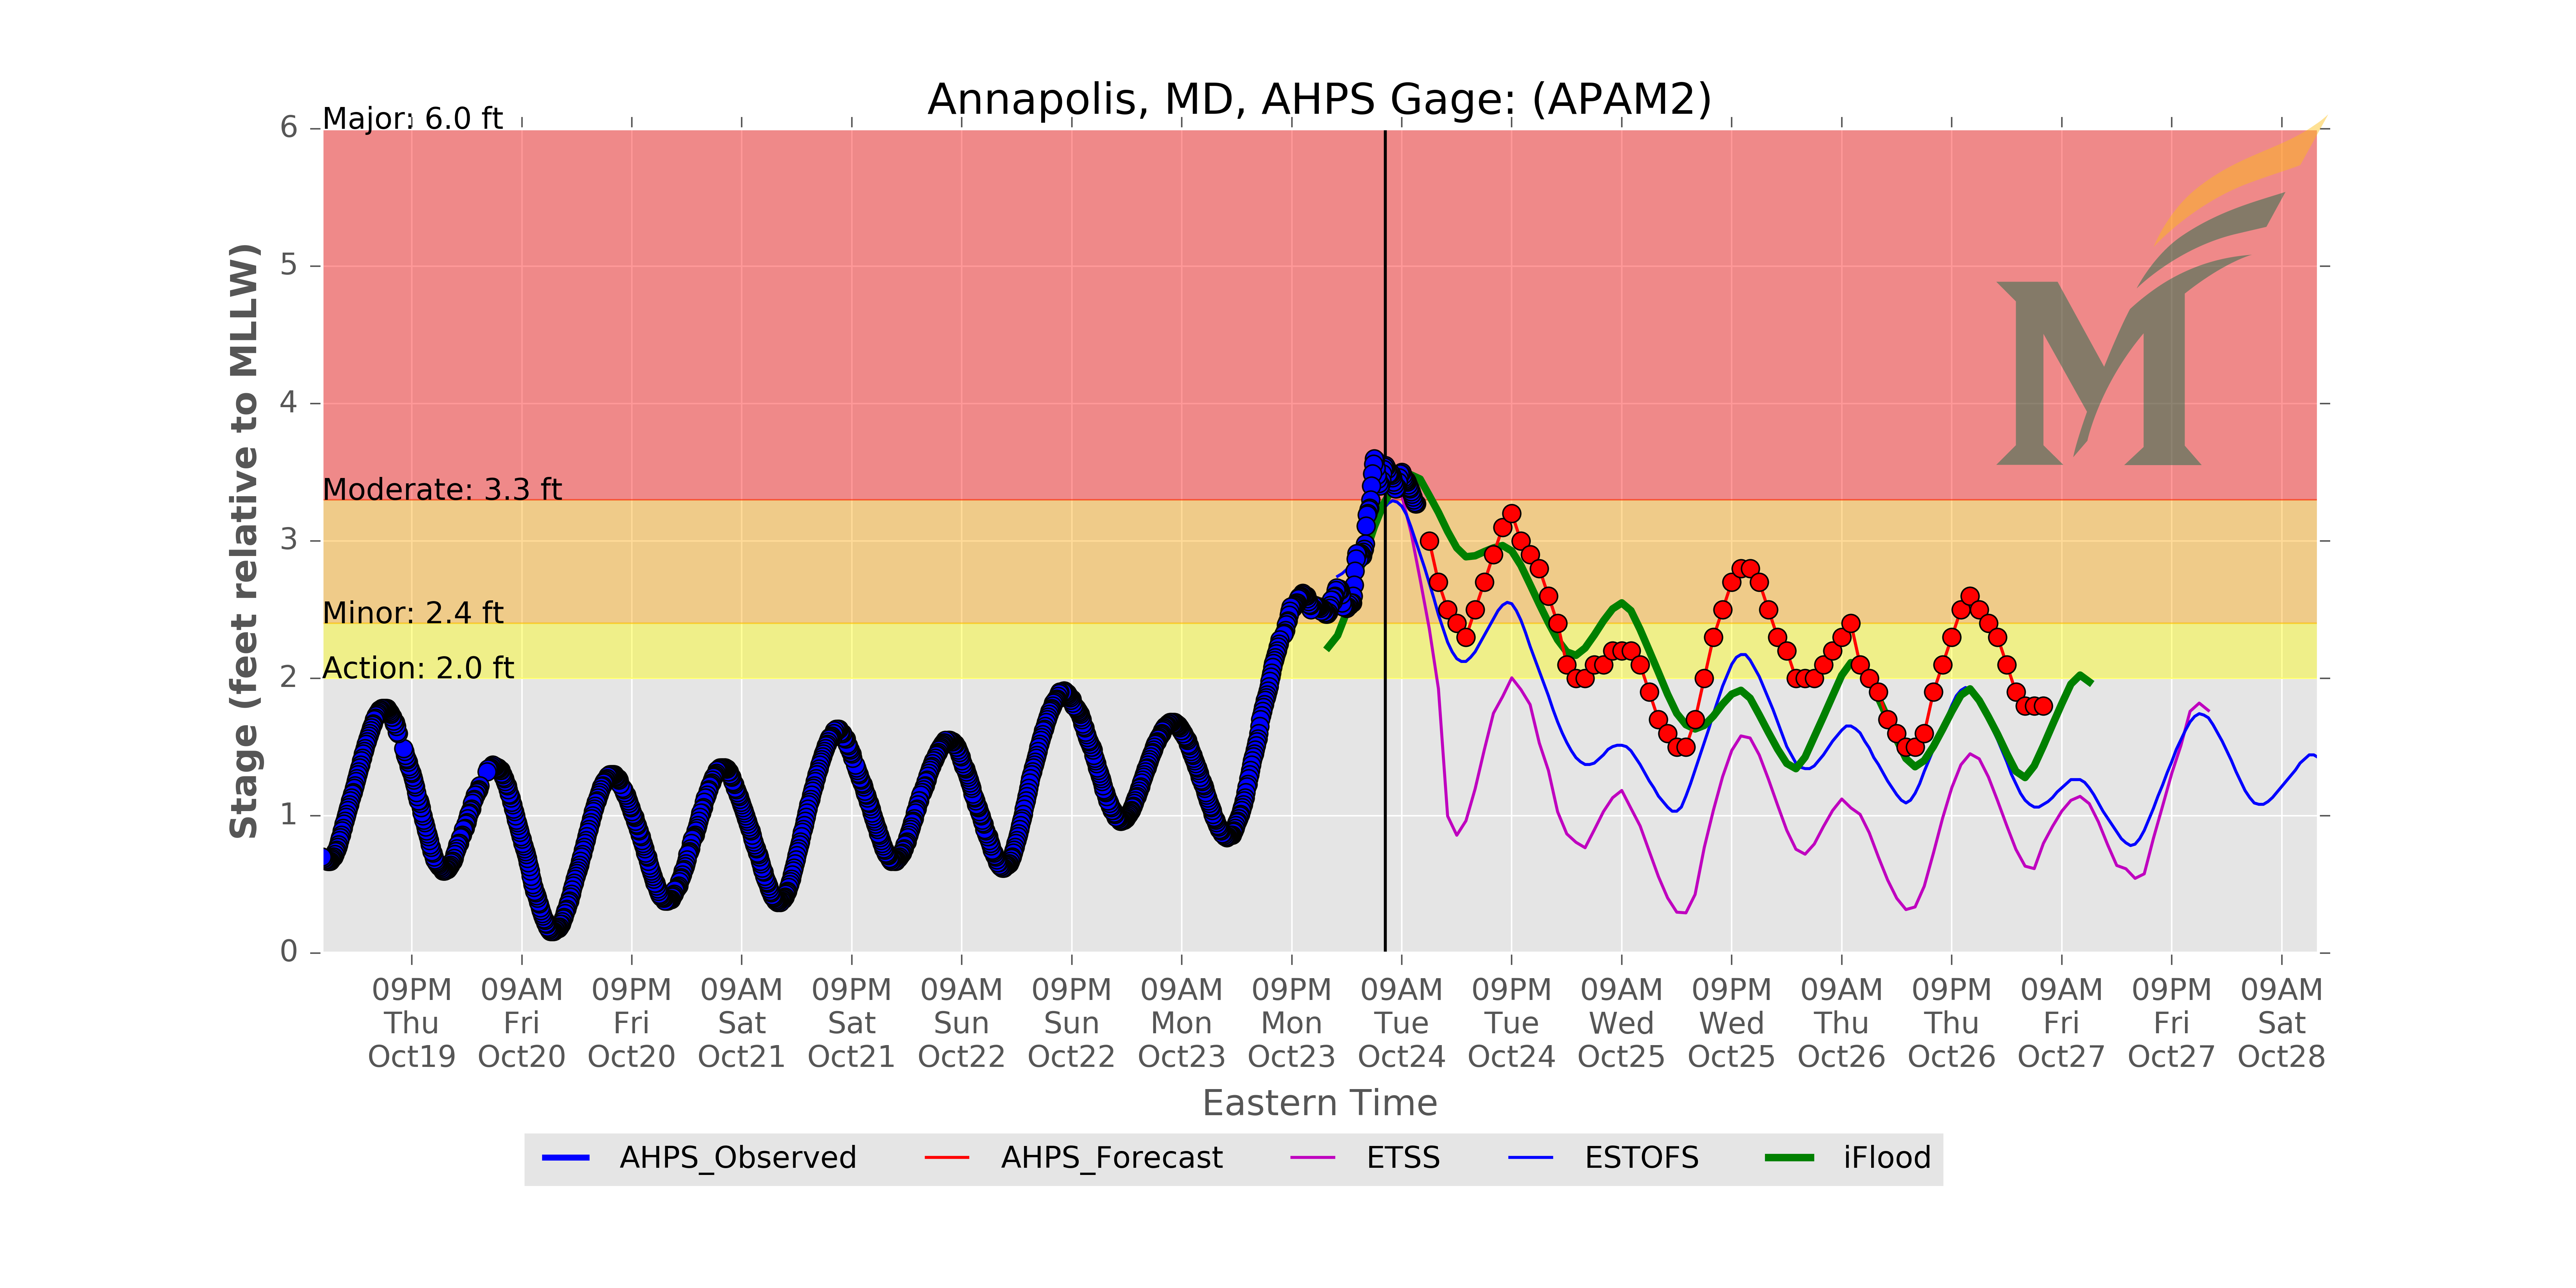 Annapolis, MD, AHPS Gage: (APAM2)
Major: 6.0 ft
Moderate: 3.3 ft
Minor: 2.4 ft
Action: 2.0 ft
Stage (feet relative to MLLW)
6
5
4
3
2
1
0
09PM 09AM 09PM 09AM 09PM 09AM 09PM 09AM 09PM 09AM 09PM 09AM 09PM 09AM 09PM 09AM 09PM 09AM
Thu Fri Fri Sat Sat Sun Sun Mon Mon Tue Tue Wed Wed Thu Thu Fri Fri Sat
Oct19 Oct20 Oct20 Oct21 Oct21 Oct22 Oct22 Oct23 Oct23 Oct24 Oct24 Oct25 Oct25 Oct26 Oct26 Oct27 Oct27 Oct28
Eastern Time
AHPS_Observed AHPS_Forecast ETSS ESTOFS iFlood